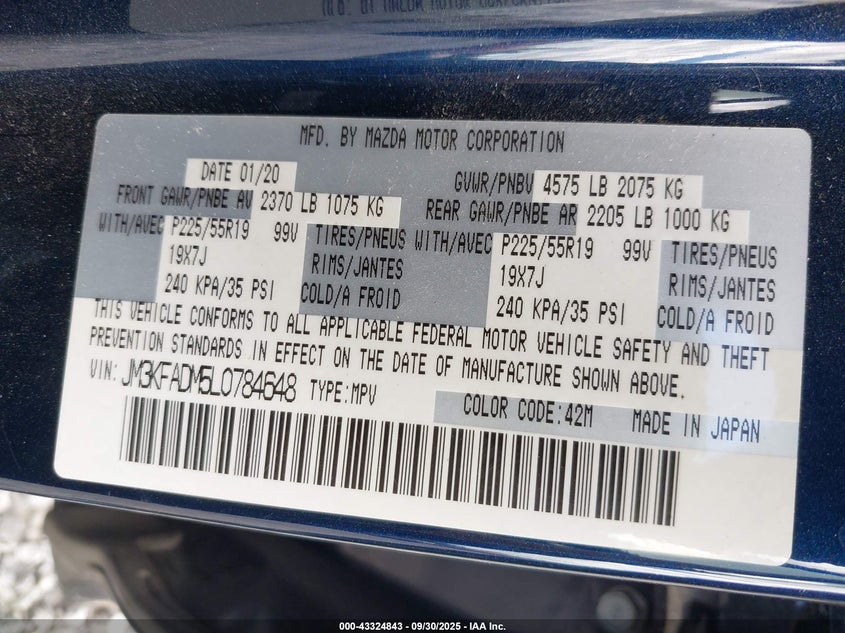 MFD. BY MAZDA MOTOR CORPORATION
DATE 01/20 GVWR/PNBV 4575 LB 2075 KG
FRONT GAWR/PNBE AV 2370 LB 1075 KG REAR GAWR/PNBE AR 2205 LB 1000 KG
WITH/AVEC P225/55R19 99V TIRES/PNEUS WITH/AVEC P225/55R19 99V TIRES/PNEUS
19X7J RIMS/JANTES 19X7J RIMS/JANTES
240 KPA/35 PSI COLD/A FROID 240 KPA/35 PSI COLD/A FROID
THIS VEHICLE CONFORMS TO ALL APPLICABLE FEDERAL MOTOR VEHICLE SAFETY AND THEFT
PREVENTION STANDARDS IN EFFECT ON THE DATE OF MANUFACTURE SHOWN ABOVE.
VIN: JM3KFADM5L0784648 TYPE:MPV
COLOR CODE:42M MADE IN JAPAN
000-43324843 - 09/30/2025 - IAA Inc.